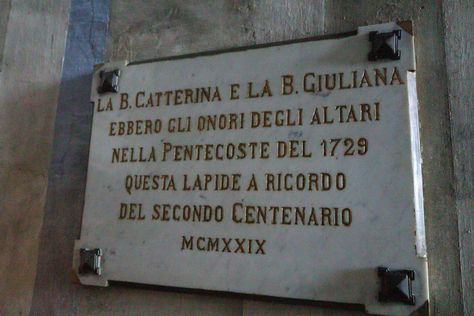 LA B. CATTERINA E LA B. GIULIANA
EBBERO GLI ONORI DEGLI ALTARI
NELLA PENTECOSTE DEL 1729
QUESTA LAPIDE A RICORDO
DEL SECONDO CENTENARIO
MCMXXIX